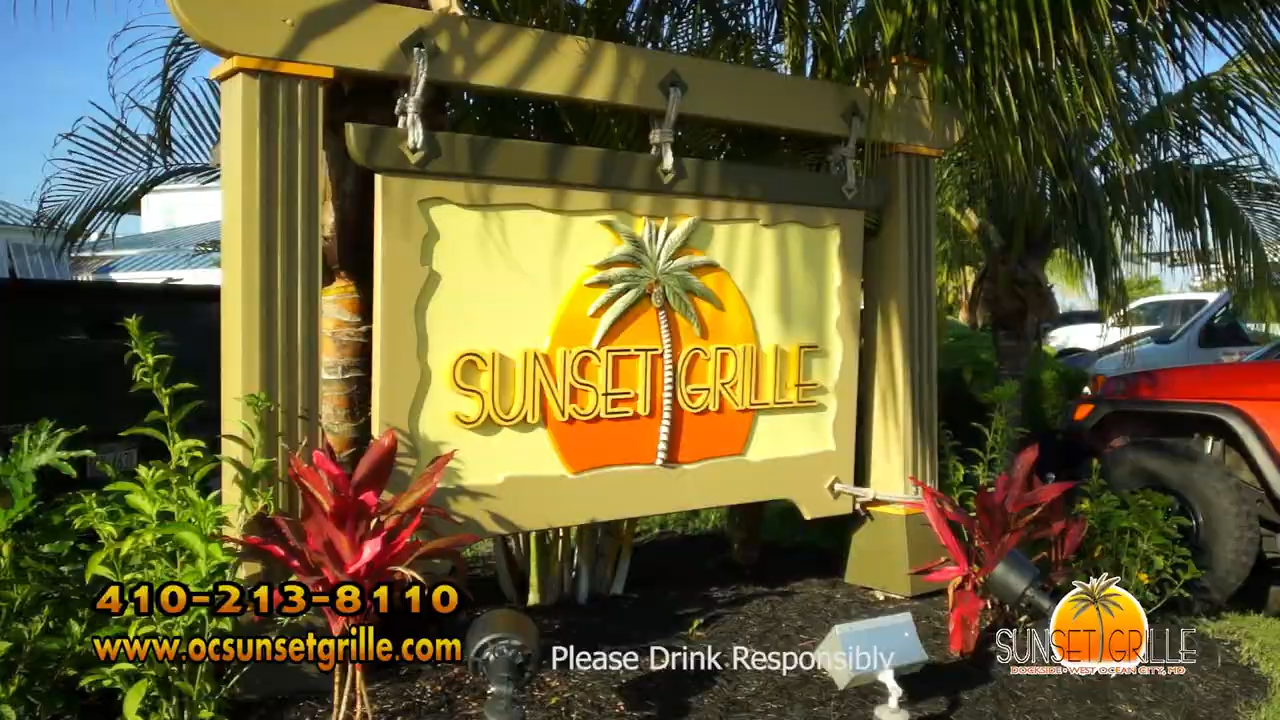 SUNSET GRILLE
410-213-8110
www.ocsunsetgrille.com
Please Drink Responsibly
SUNSET GRILLE
DOCKSIDE • WEST OCEAN CITY, MD